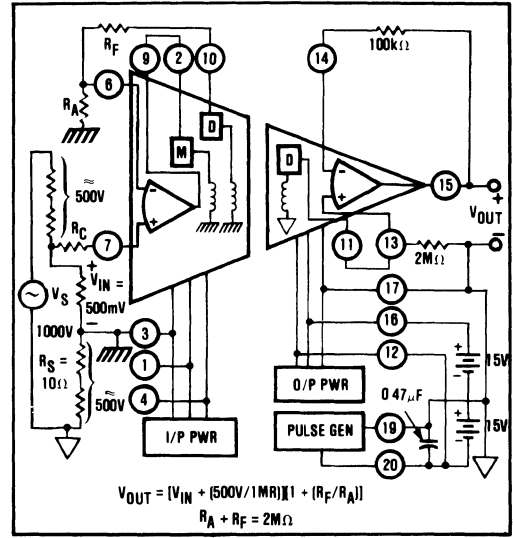 R_F
9
2
10
14
100kΩ
6
R_A
D
D
M
−
+
−
+
15
+
V_OUT
−
≈
500V
R_C
7
11
13
2MΩ
+
V_IN =
500mV
V_S
17
16
1000V
−
3
12
+
15V
−
R_S =
10Ω
≈
500V
1
O/P PWR
0.47µF
4
PULSE GEN
19
+
15V
−
I/P PWR
20
V_OUT = [V_IN + (500V/IMR)][1 + (R_F/R_A)]
R_A + R_F = 2MΩ